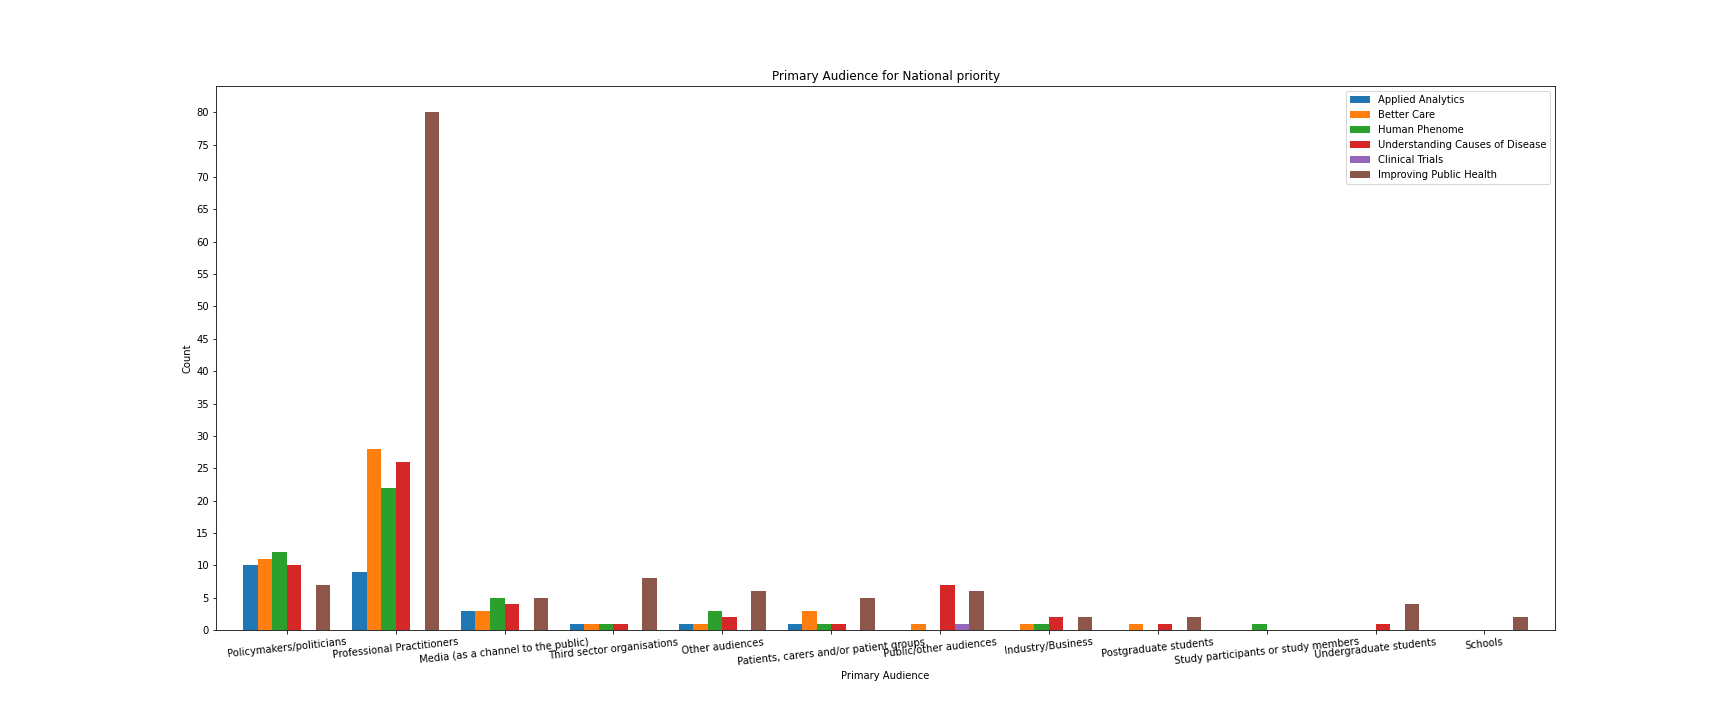 Primary Audience for National priority
Applied Analytics
Better Care
Human Phenome
Understanding Causes of Disease
Clinical Trials
Improving Public Health
Count
80
75
70
65
60
55
50
45
40
35
30
25
20
15
10
5
0
Policymakers/politicians
Professional Practitioners
Media (as a channel to the public)
Third sector organisations
Other audiences
Patients, carers and/or patient groups
Public/other audiences
Industry/Business
Postgraduate students
Study participants or study members
Undergraduate students
Schools
Primary Audience